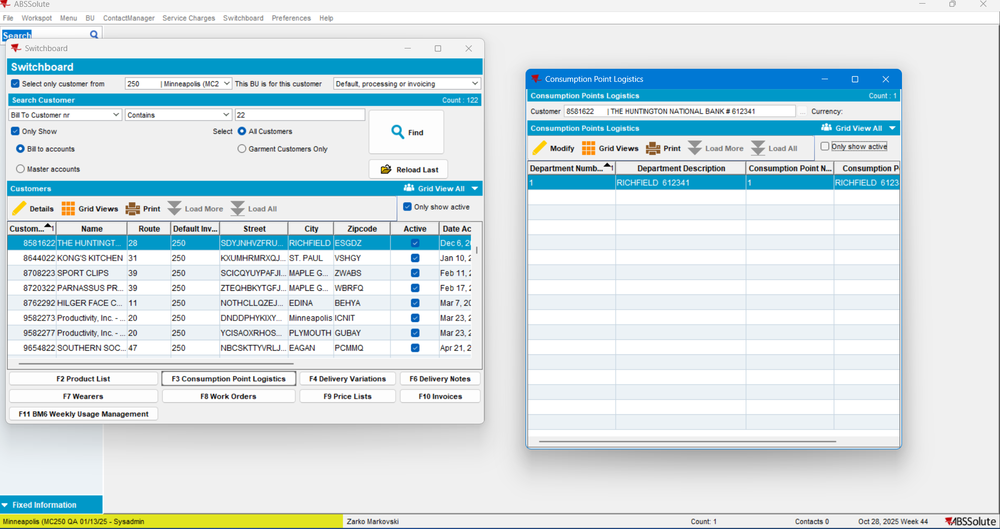 ABSSolute
File Workspot Menu BU ContactManager Service Charges Switchboard Preferences Help
Search
Switchboard
Switchboard
Select only customer from 250 | Minneapolis (MC2 This BU is for this customer Default, processing or invoicing
Search Customer Count : 122
Bill To Customer nr Contains 22
Find
Only Show Select All Customers
Bill to accounts Garment Customers Only
Master accounts
Reload Last
Customers Grid View All
Details Grid Views Print Load More Load All Only show active
Custom... 1 Name Route Default Inv... Street City Zipcode Active Date Ac
8581622 THE HUNTINGT... 28 250 SDYJNHVZFRU... RICHFIELD ESGDZ Dec 6, 20
8644022 KONG'S KITCHEN 31 250 KXUMHRMRXQJ... ST. PAUL VSHGY Jan 10, 2
8708223 SPORT CLIPS 39 250 SCICQYUYPAFJI... MAPLE G... ZWABS Feb 11, 2
8720322 PARNASSUS PR... 39 250 ZTEQHBKYTGFJ... MAPLE G... WBRFQ Feb 17, 2
8762292 HILGER FACE C... 11 250 NOTHCLLQZEJ... EDINA BEHYA Mar 7, 20
9582273 Productivity, Inc. - ... 20 250 DNDDPHYKIXY... Minneapolis ICNIT Mar 23, 2
9582277 Productivity, Inc. - ... 20 250 YCISAOXRHOS... PLYMOUTH GUBAY Mar 23, 2
9654822 SOUTHERN SOC... 47 250 NBCSKTTYVRLJ... EAGAN PCMMQ Apr 21, 2
F2 Product List F3 Consumption Point Logistics F4 Delivery Variations F6 Delivery Notes
F7 Wearers F8 Work Orders F9 Price Lists F10 Invoices
F11 BM6 Weekly Usage Management
Consumption Point Logistics
Consumption Points Logistics Count : 1
Customer 8581622 | THE HUNTINGTON NATIONAL BANK # 612341 ... Currency:
Consumption Points Logistics Grid View All
Modify Grid Views Print Load More Load All Only show active
Department Numb... 1 Department Description Consumption Point N... Consumption P
1 RICHFIELD 612341 1 RICHFIELD 6123
Fixed Information
Minneapolis (MC250 QA 01/13/25 - Sysadmin Zarko Markovski Count: 1 Contacts 0 Oct 28, 2025 Week 44 ABSSolute